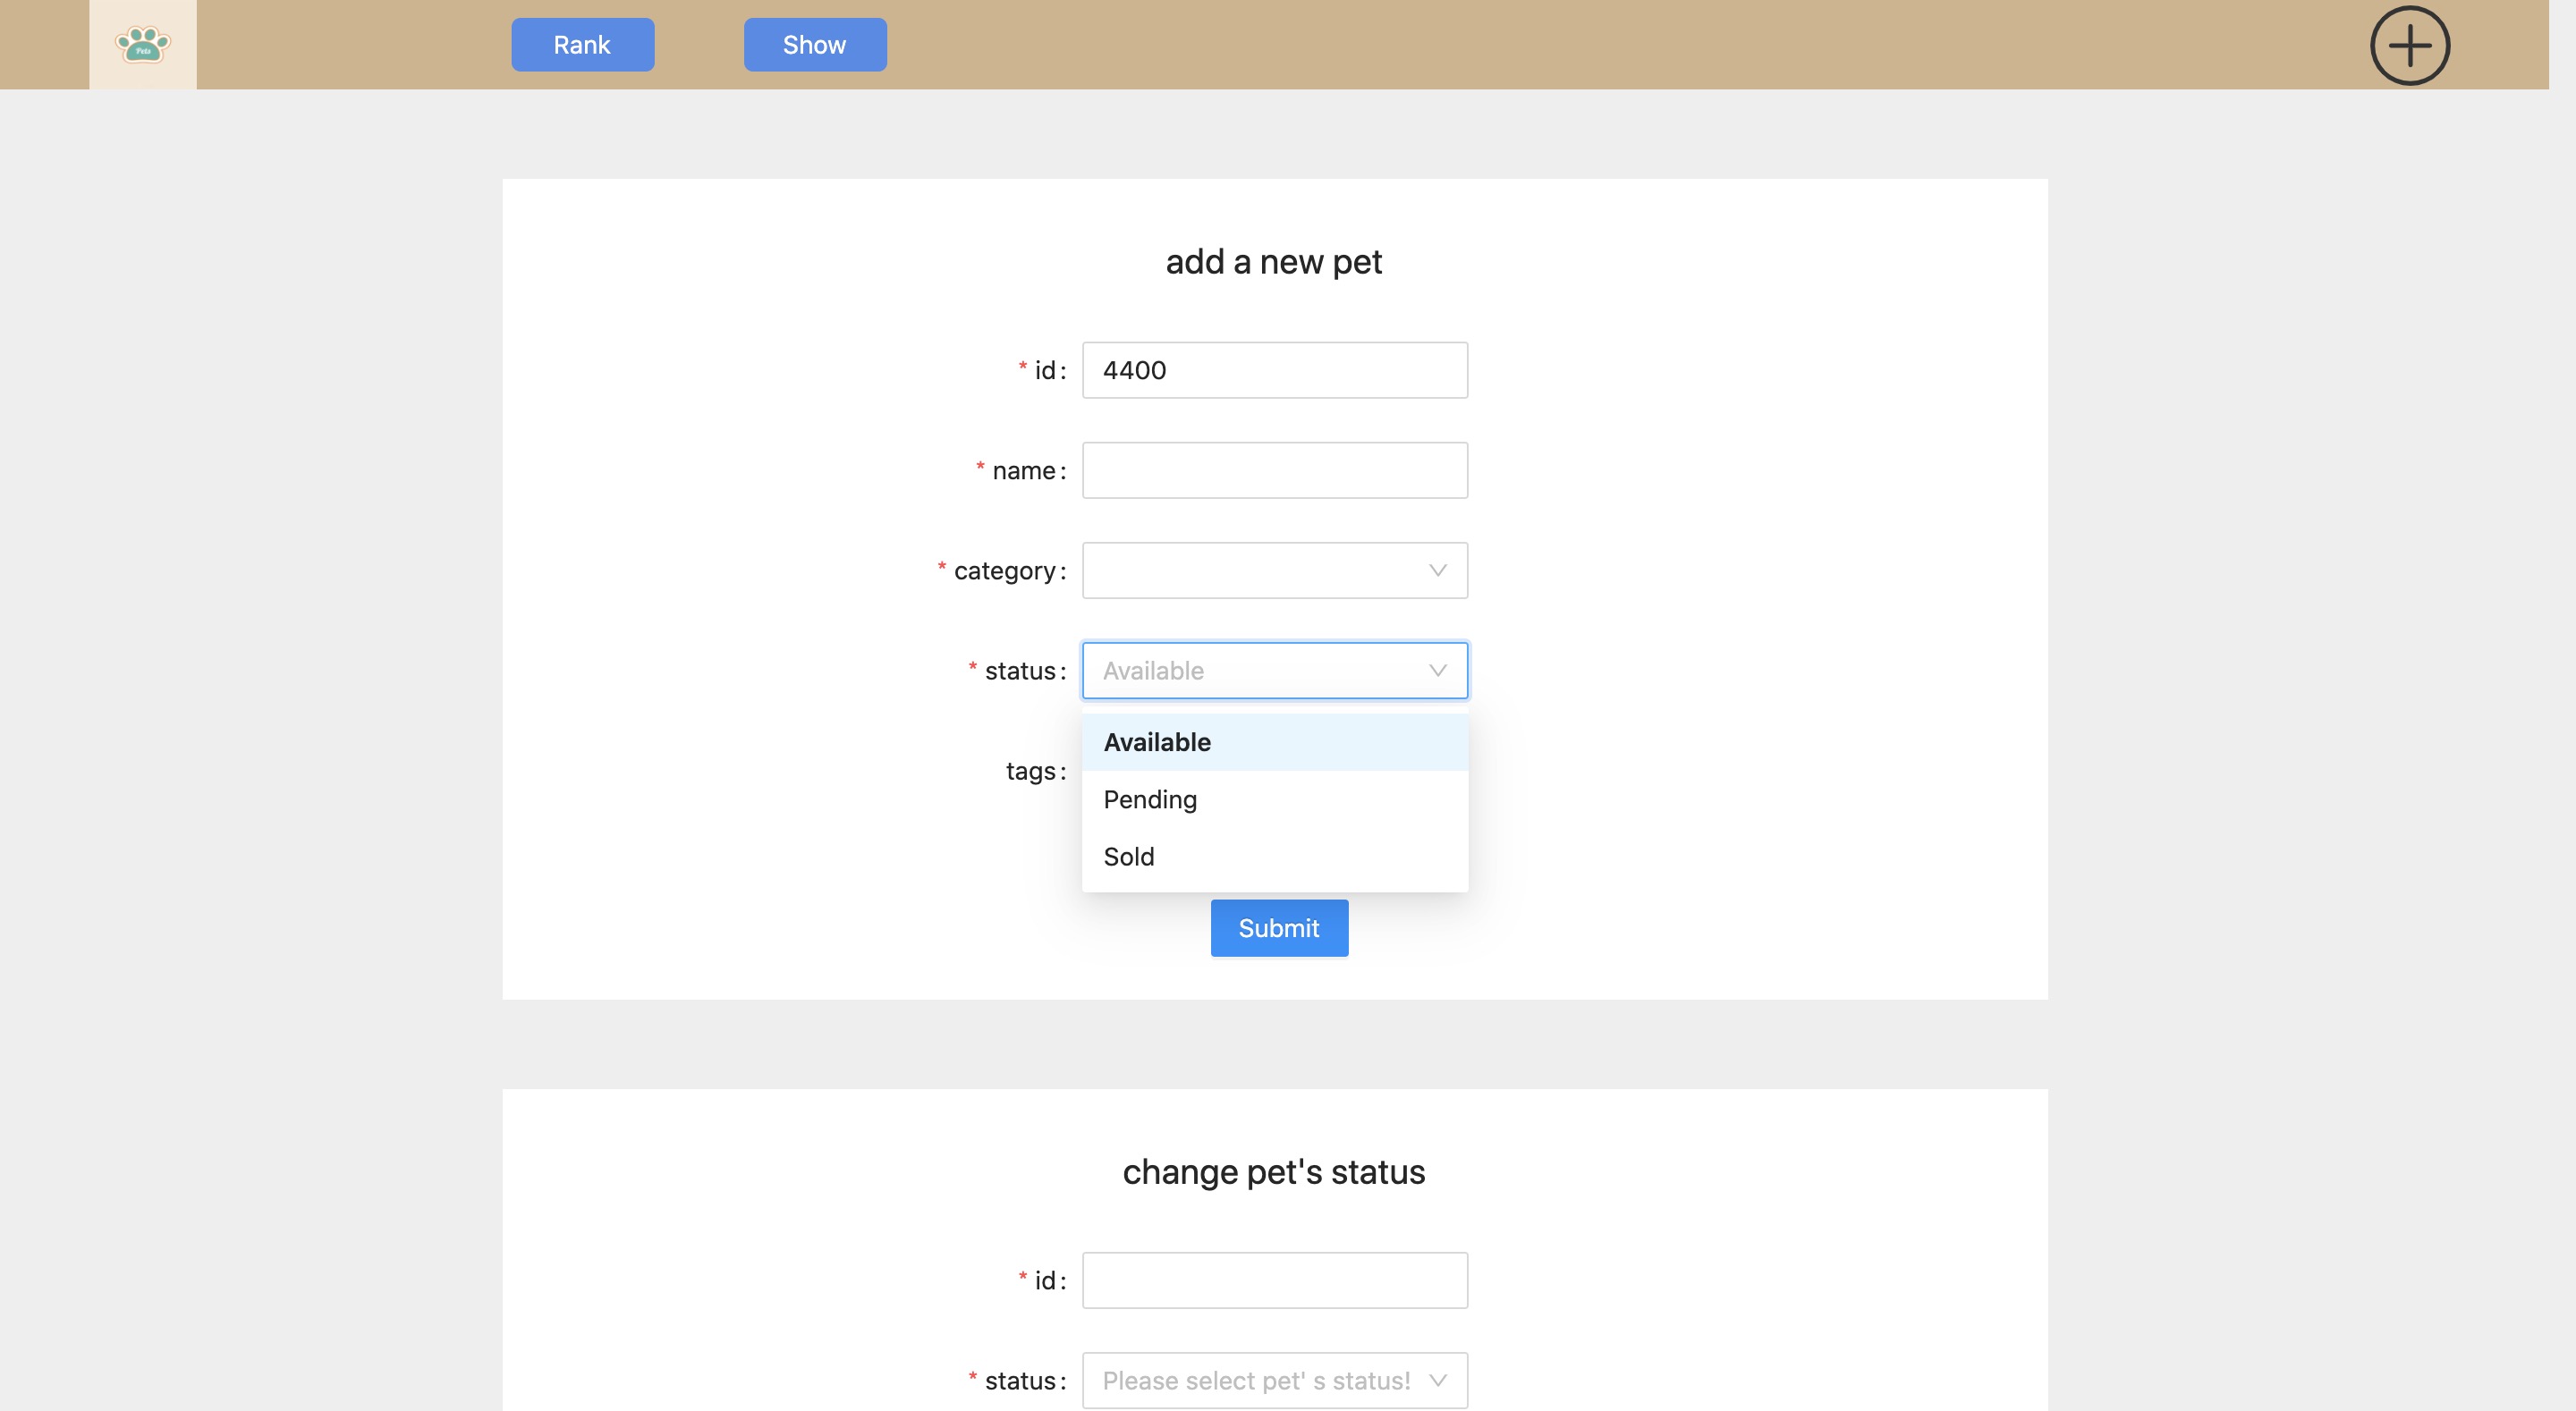 Pets
Rank
Show
add a new pet
* id :
4400
* name :
* category :
* status :
Available
Available
tags :
Pending
Sold
Submit
change pet's status
* id :
* status :
Please select pet' s status!